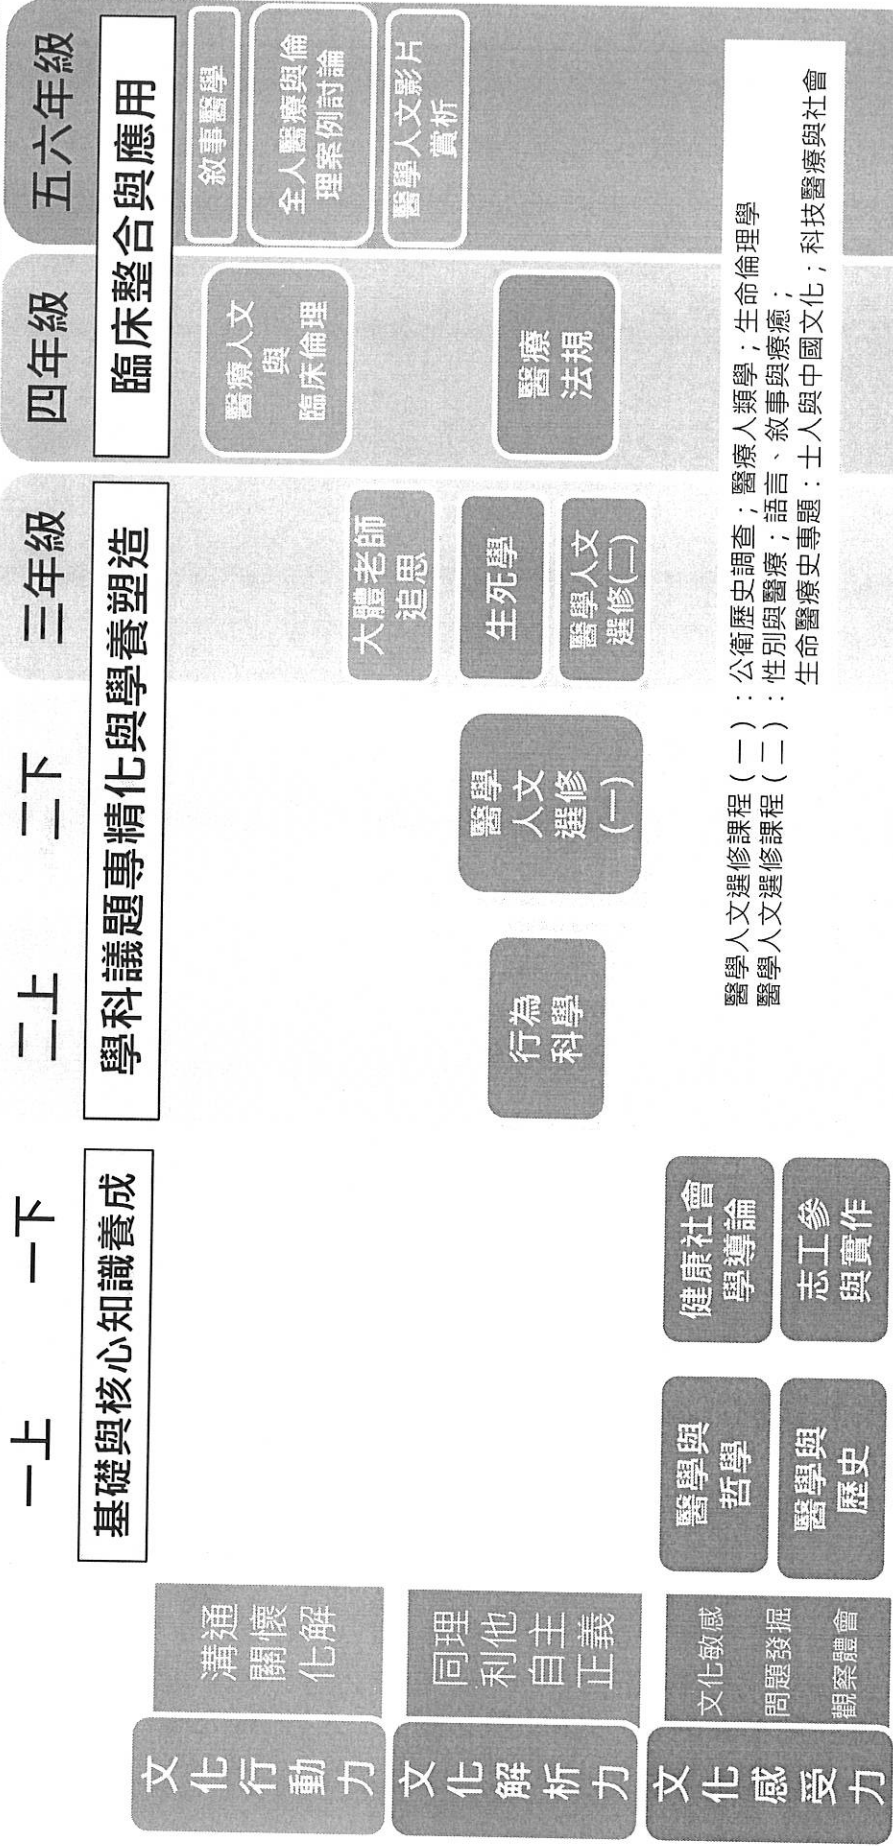 一上
一下
二上
二下
三年級
四年級
五六年級
基礎與核心知識養成
學科議題專精化與學養塑造
臨床整合與應用
文化行動力
溝通
關懷
化解
醫療人文
與
臨床倫理
敘事醫學
全人醫療與倫
理案例討論
醫學人文影片
賞析
文化解析力
同理
利他
自主
正義
行為
科學
醫學
人文
選修
(一)
大體老師
追思
生死學
醫學人文
選修(二)
醫療
法規
文化感受力
文化敏感
問題發掘
觀察體會
醫學與
哲學
醫學與
歷史
健康社會
學導論
志工參
與實作
醫學人文選修課程(一):公衛歷史調查;醫療人類學;生命倫理學
醫學人文選修課程(二):性別與醫療;語言、敘事與療癒;
生命醫療史專題:士人與中國文化;科技醫療與社會